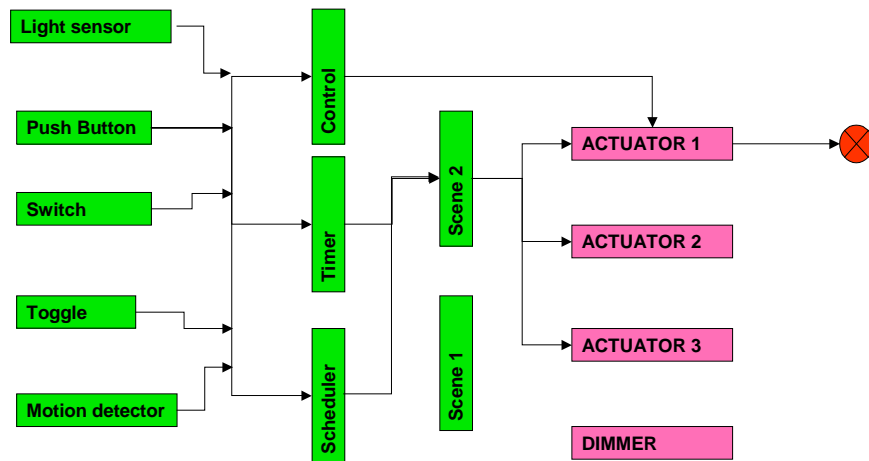 Light sensor
Push Button
Switch
Toggle
Motion detector
Control
Timer
Scheduler
Scene 2
Scene 1
ACTUATOR 1
ACTUATOR 2
ACTUATOR 3
DIMMER